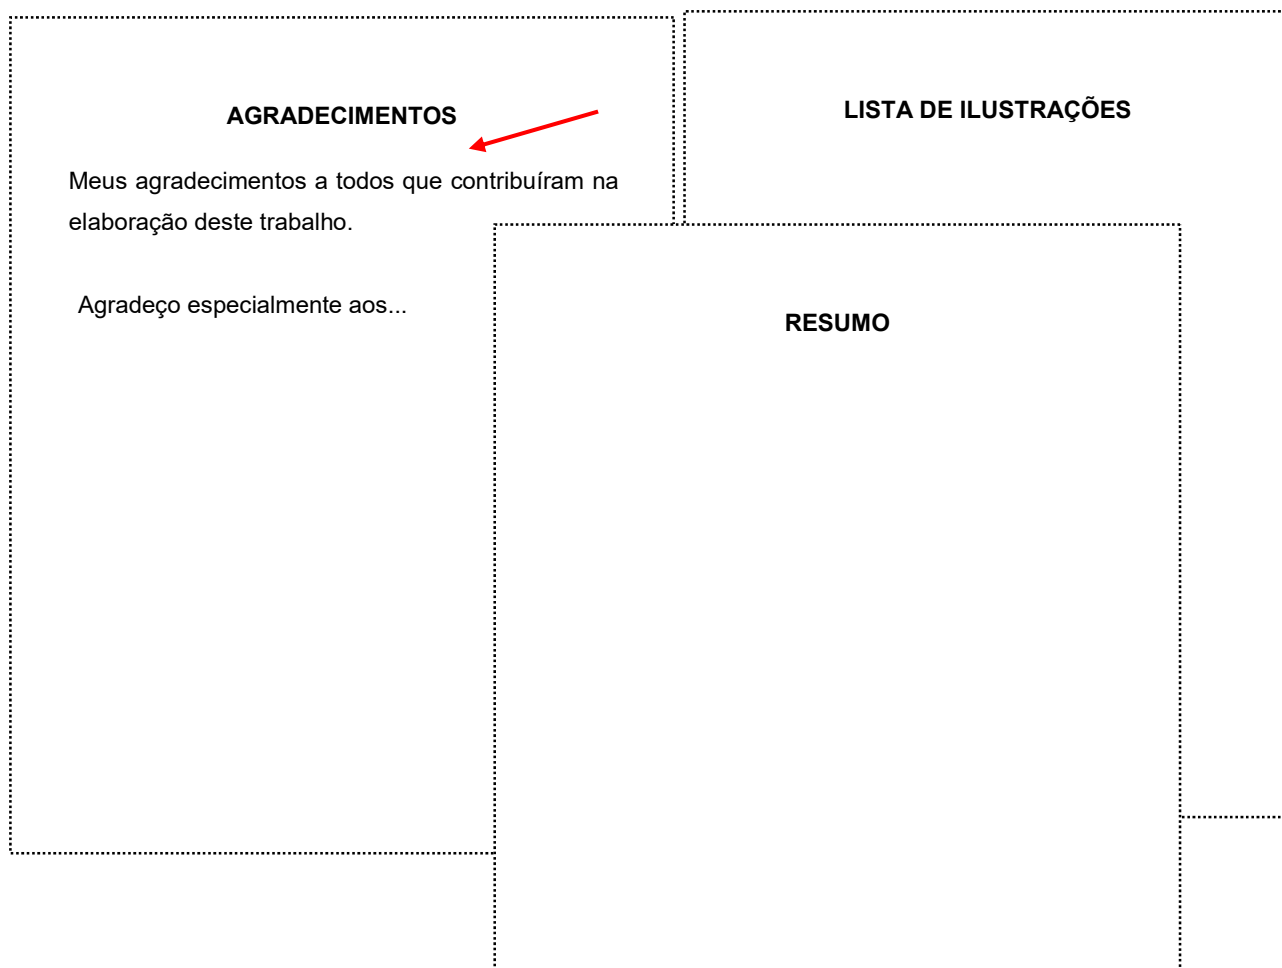 AGRADECIMENTOS
Meus agradecimentos a todos que contribuíram na
elaboração deste trabalho.
Agradeço especialmente aos...
LISTA DE ILUSTRAÇÕES
RESUMO